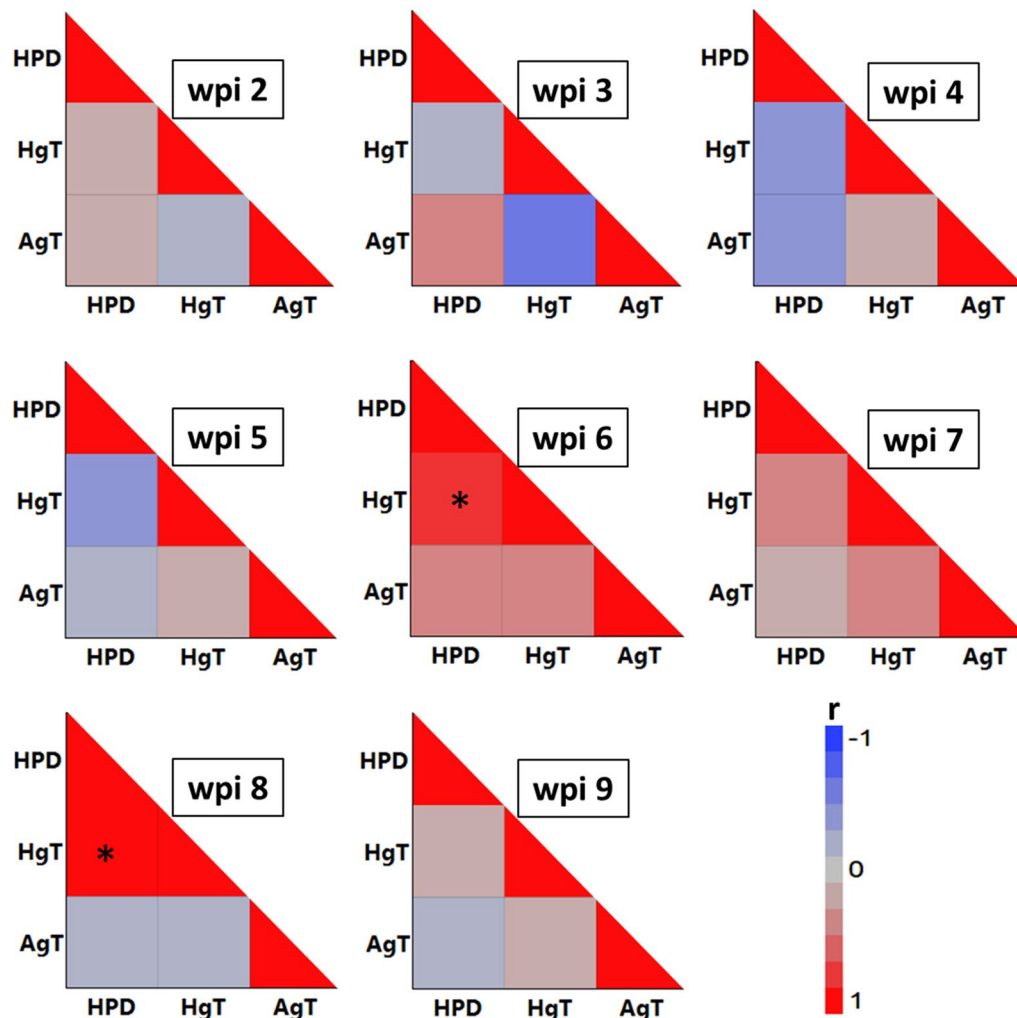 HPD
wpi 2
HgT
AgT
HPD HgT AgT
HPD
wpi 3
HgT
AgT
HPD HgT AgT
HPD
wpi 4
HgT
AgT
HPD HgT AgT
HPD
wpi 5
HgT
AgT
HPD HgT AgT
HPD
wpi 6
HgT *
AgT
HPD HgT AgT
HPD
wpi 7
HgT
AgT
HPD HgT AgT
HPD
wpi 8
HgT *
AgT
HPD HgT AgT
HPD
wpi 9
HgT
AgT
HPD HgT AgT
r
-1
0
1